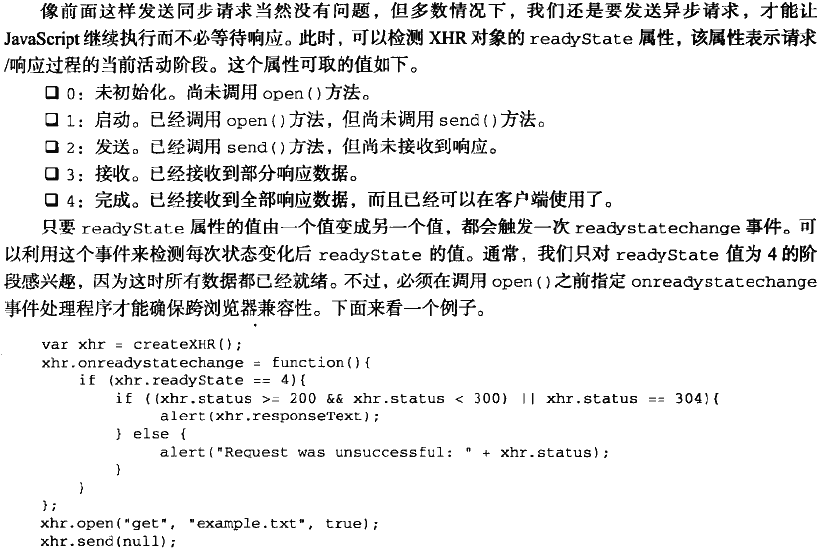 像前面这样发送同步请求当然没有问题，但多数情况下，我们还是要发送异步请求，才能让
JavaScript 继续执行而不必等待响应。此时，可以检测 XHR 对象的 readyState 属性，该属性表示请求
/响应过程的当前活动阶段。这个属性可取的值如下。
❑ 0：未初始化。尚未调用 open()方法。
❑ 1：启动。已经调用 open()方法，但尚未调用 send()方法。
❑ 2：发送。已经调用 send()方法，但尚未接收到响应。
❑ 3：接收。已经接收到部分响应数据。
❑ 4：完成。已经接收到全部响应数据，而且已经可以在客户端使用了。
只要 readyState 属性的值由一个值变成另一个值，都会触发一次 readystatechange 事件。可
以利用这个事件来检测每次状态变化后 readyState 的值。通常，我们只对 readyState 值为 4 的阶
段感兴趣，因为这时所有数据都已经就绪。不过，必须在调用 open()之前指定 onreadystatechange
事件处理程序才能确保跨浏览器兼容性。下面来看一个例子。
var xhr = createXHR();
xhr.onreadystatechange = function(){
if (xhr.readyState == 4){
if ((xhr.status >= 200 && xhr.status < 300) || xhr.status == 304){
alert(xhr.responseText);
} else {
alert("Request was unsuccessful: " + xhr.status);
}
}
};
xhr.open("get", "example.txt", true);
xhr.send(null);